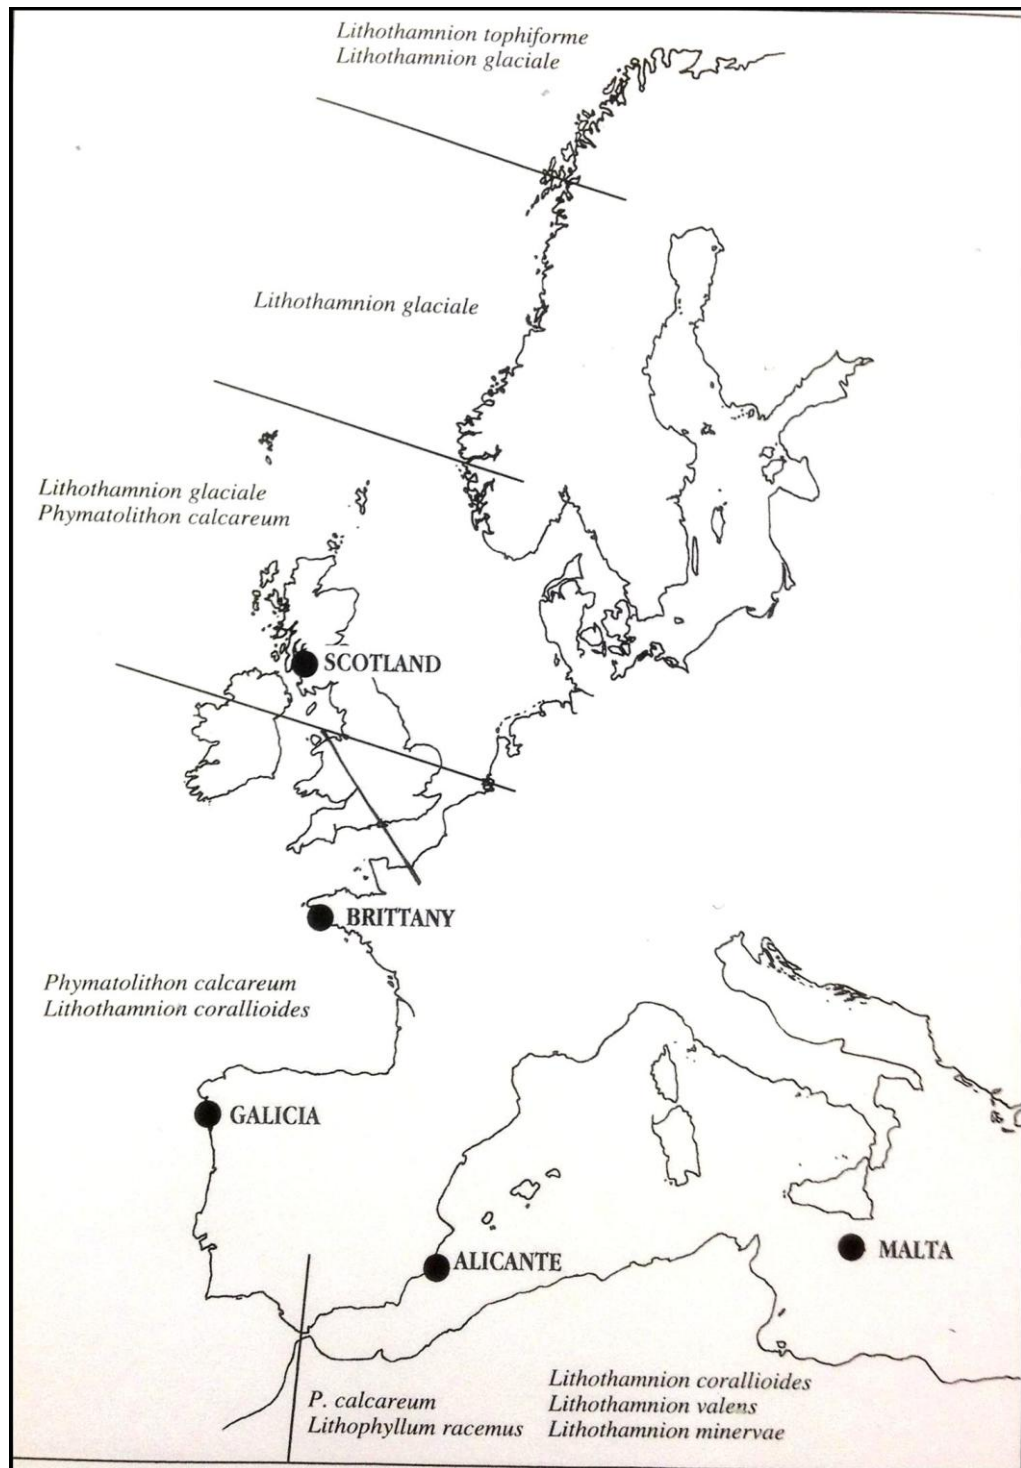 Lithothamnion tophiforme
Lithothamnion glaciale
Lithothamnion glaciale
Lithothamnion glaciale
Phymatolithon calcareum
SCOTLAND
BRITTANY
Phymatolithon calcareum
Lithothamnion corallioides
GALICIA
ALICANTE
MALTA
P. calcareum
Lithophyllum racemus
Lithothamnion corallioides
Lithothamnion valens
Lithothamnion minervae